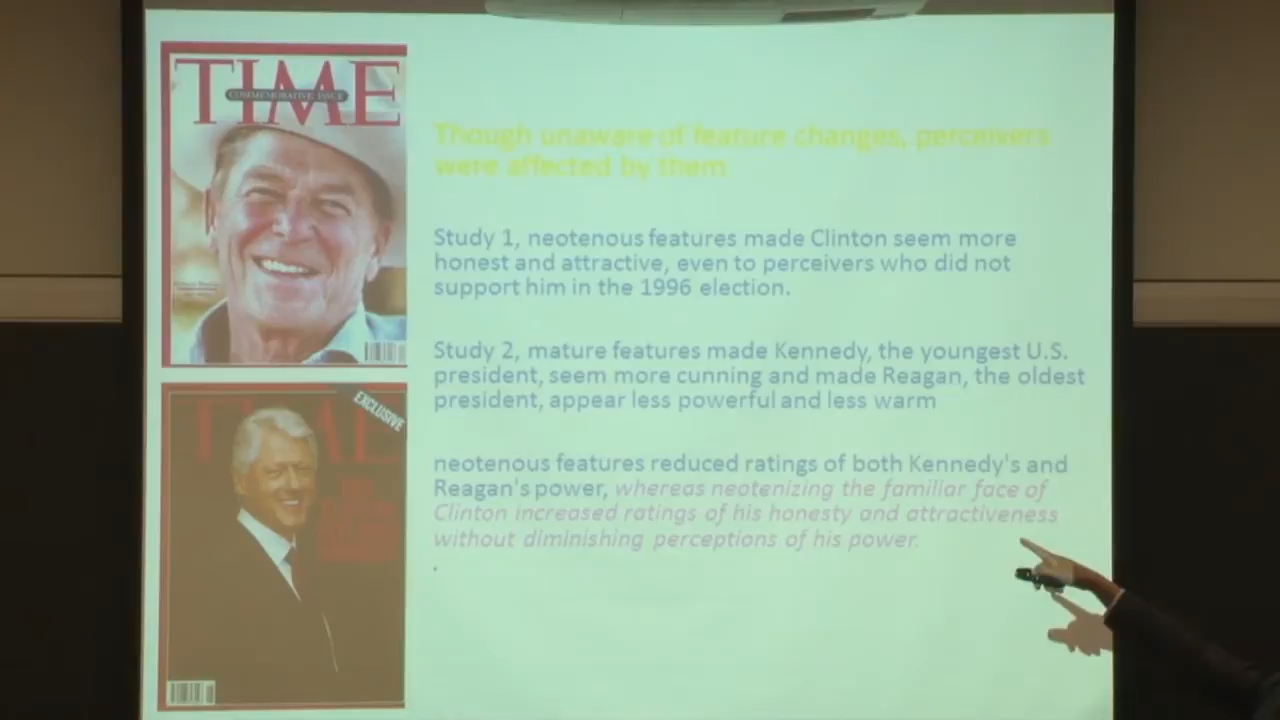 TIME
COMMEMORATIVE ISSUE
Though unaware of feature changes, perceivers
were affected by them
Study 1, neotenous features made Clinton seem more
honest and attractive, even to perceivers who did not
support him in the 1996 election.
Study 2, mature features made Kennedy, the youngest U.S.
president, seem more cunning and made Reagan, the oldest
president, appear less powerful and less warm
neotenous features reduced ratings of both Kennedy's and
Reagan's power, whereas neotenizing the familiar face of
Clinton increased ratings of his honesty and attractiveness
without diminishing perceptions of his power.
.
TIME
EXCLUSIVE